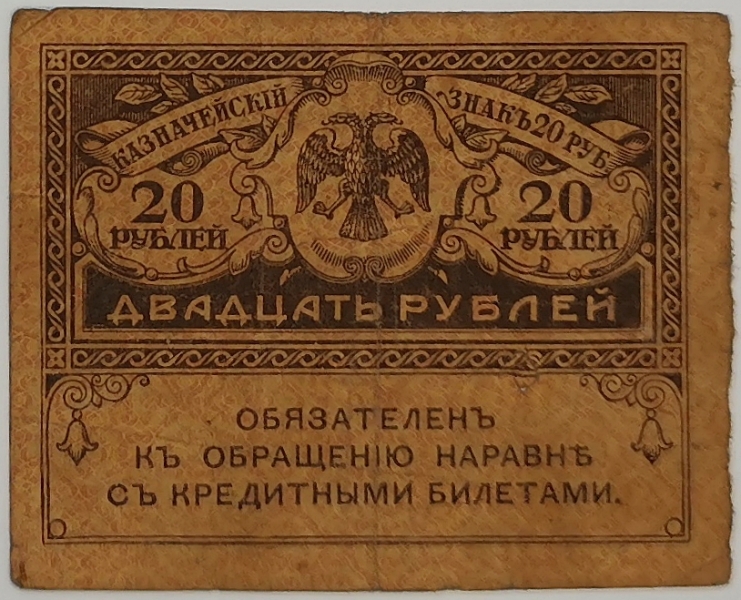 КАЗНАЧЕЙСКІЙ ЗНАКЪ 20 РУБ
20 РУБЛЕЙ
20 РУБЛЕЙ
ДВАДЦАТЬ РУБЛЕЙ
ОБЯЗАТЕЛЕНЪ
КЪ ОБРАЩЕНІЮ НАРАВНѢ
СЪ КРЕДИТНЫМИ БИЛЕТАМИ.